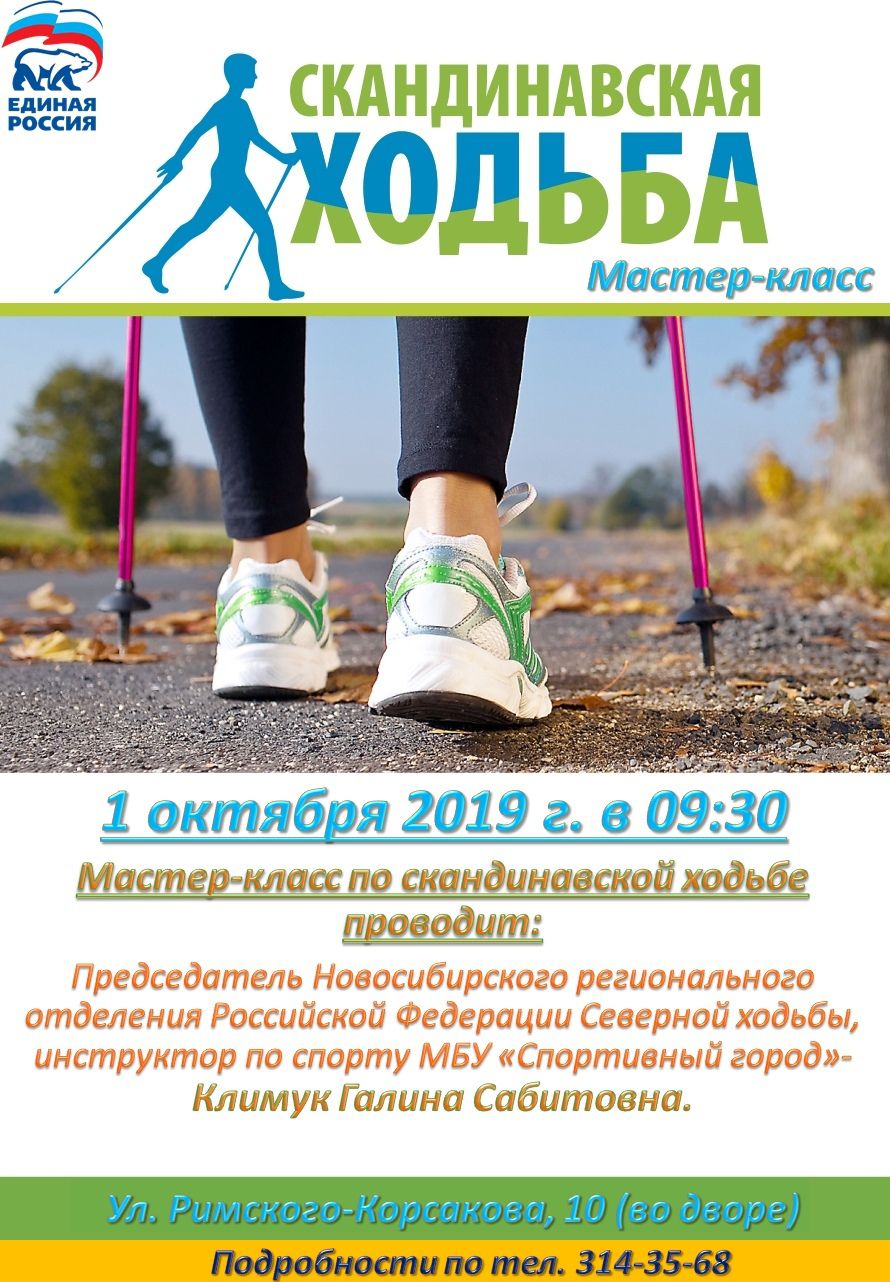 ЕДИНАЯ
РОССИЯ
СКАНДИНАВСКАЯ
ХОДЬБА
Мастер-класс
1 октября 2019 г. в 09:30
Мастер-класс по скандинавской ходьбе
проводит:
Председатель Новосибирского регионального
отделения Российской Федерации Северной ходьбы,
инструктор по спорту МБУ «Спортивный город»-
Климук Галина Сабитовна.
Ул. Римского-Корсакова, 10 (во дворе)
Подробности по тел. 314-35-68